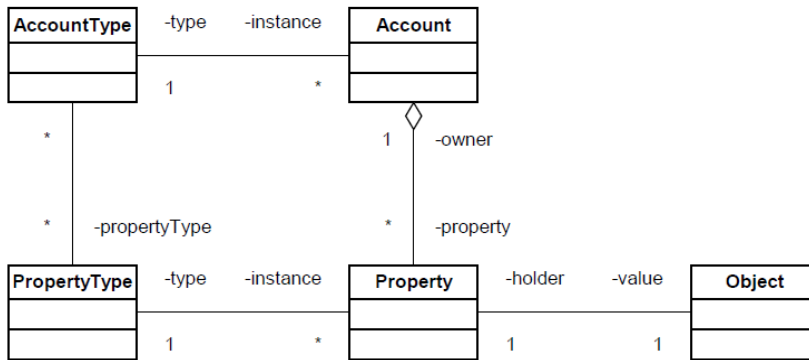 AccountType -type -instance Account
1 *
* 1 -owner
* -propertyType * -property
PropertyType -type -instance Property -holder -value Object
1 * 1 1